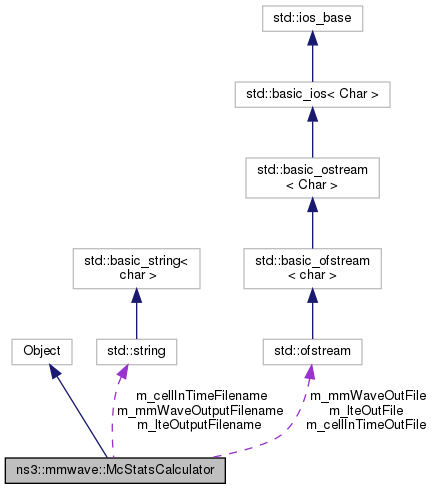 std::ios_base
std::basic_ios< Char >
std::basic_ostream
< Char >
std::basic_string<
char >
std::basic_ofstream
< char >
Object
std::string
std::ofstream
m_cellInTimeFilename
m_mmWaveOutputFilename
m_lteOutputFilename
m_mmWaveOutFile
m_lteOutFile
m_cellInTimeOutFile
ns3::mmwave::McStatsCalculator